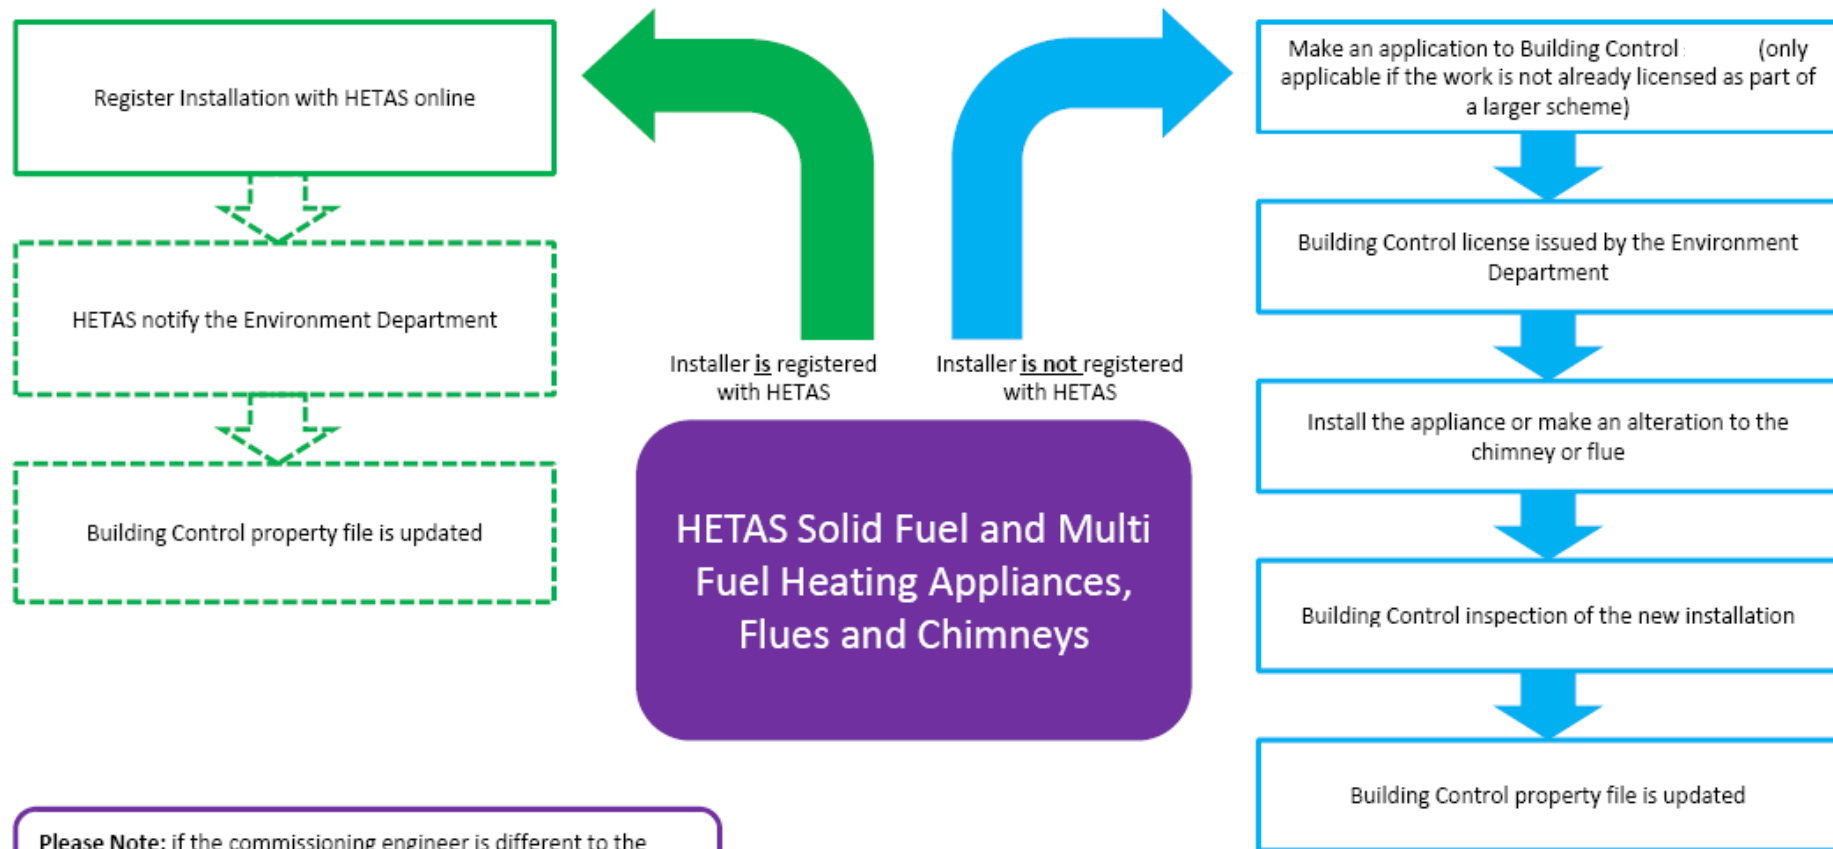 Register Installation with HETAS online
HETAS notify the Environment Department
Building Control property file is updated
Installer is registered
with HETAS
Installer is not registered
with HETAS
HETAS Solid Fuel and Multi
Fuel Heating Appliances,
Flues and Chimneys
Make an application to Building Control (only
applicable if the work is not already licensed as part of
a larger scheme)
Building Control license issued by the Environment
Department
Install the appliance or make an alteration to the
chimney or flue
Building Control inspection of the new installation
Building Control property file is updated
Please Note: if the commissioning engineer is different to the